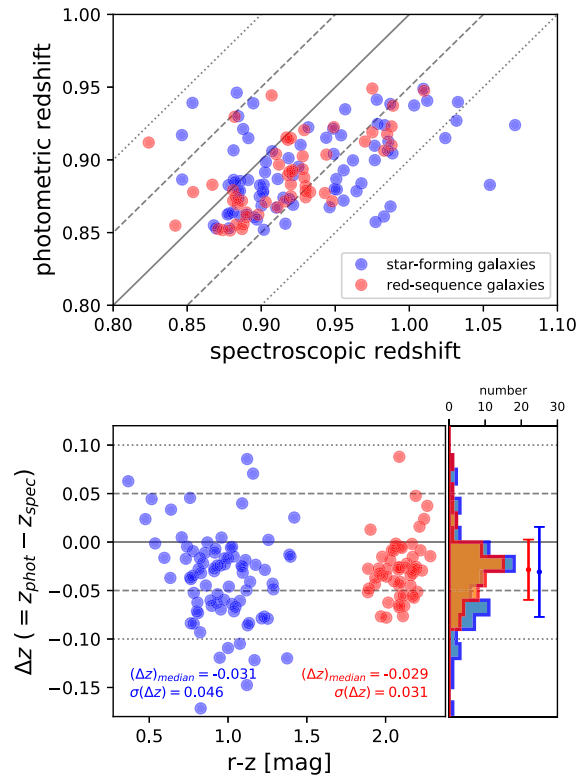 1.00
0.95
0.90
0.85
0.80
photometric redshift
star-forming galaxies
red-sequence galaxies
0.80 0.85 0.90 0.95 1.00 1.05 1.10
spectroscopic redshift
number
0 10 20 30
0.10
0.05
0.00
−0.05
−0.10
−0.15
Δz (= z_phot − z_spec)
(Δz)_median = -0.031
σ(Δz) = 0.046
(Δz)_median = -0.029
σ(Δz) = 0.031
0.5 1.0 1.5 2.0
r-z [mag]